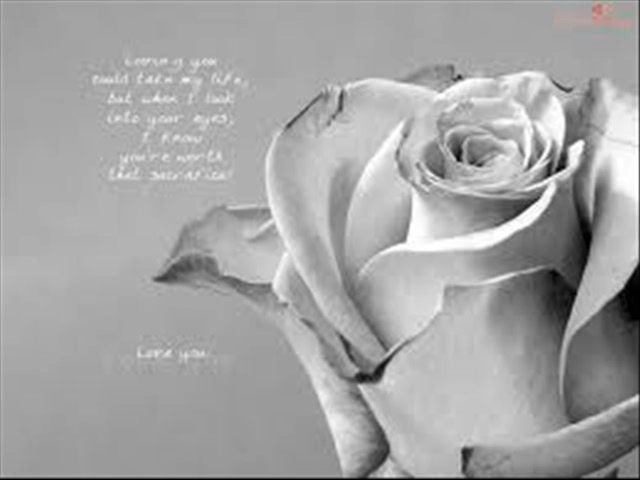 Loving you
could take my life,
but when I look
into your eyes,
I know
you're worth
that sacrifice!
Love you